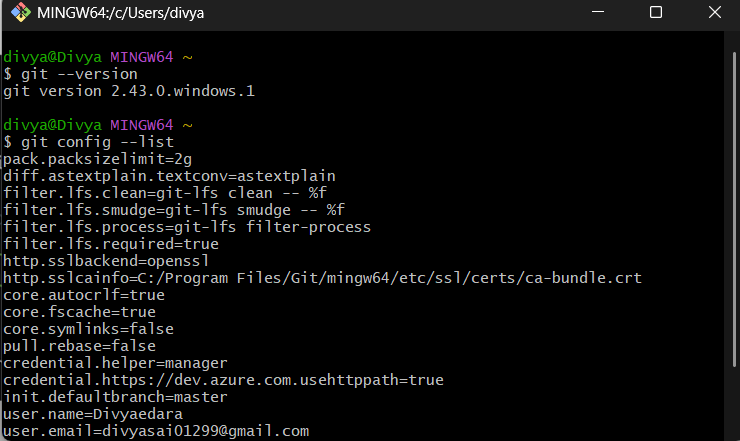 MINGW64:/c/Users/divya
divya@Divya MINGW64 ~
$ git --version
git version 2.43.0.windows.1
divya@Divya MINGW64 ~
$ git config --list
pack.packsizelimit=2g
diff.astextplain.textconv=astextplain
filter.lfs.clean=git-lfs clean -- %f
filter.lfs.smudge=git-lfs smudge -- %f
filter.lfs.process=git-lfs filter-process
filter.lfs.required=true
http.sslbackend=openssl
http.sslcainfo=C:/Program Files/Git/mingw64/etc/ssl/certs/ca-bundle.crt
core.autocrlf=true
core.fscache=true
core.symlinks=false
pull.rebase=false
credential.helper=manager
credential.https://dev.azure.com.usehttppath=true
init.defaultbranch=master
user.name=Divyaedara
user.email=divyasai01299@gmail.com